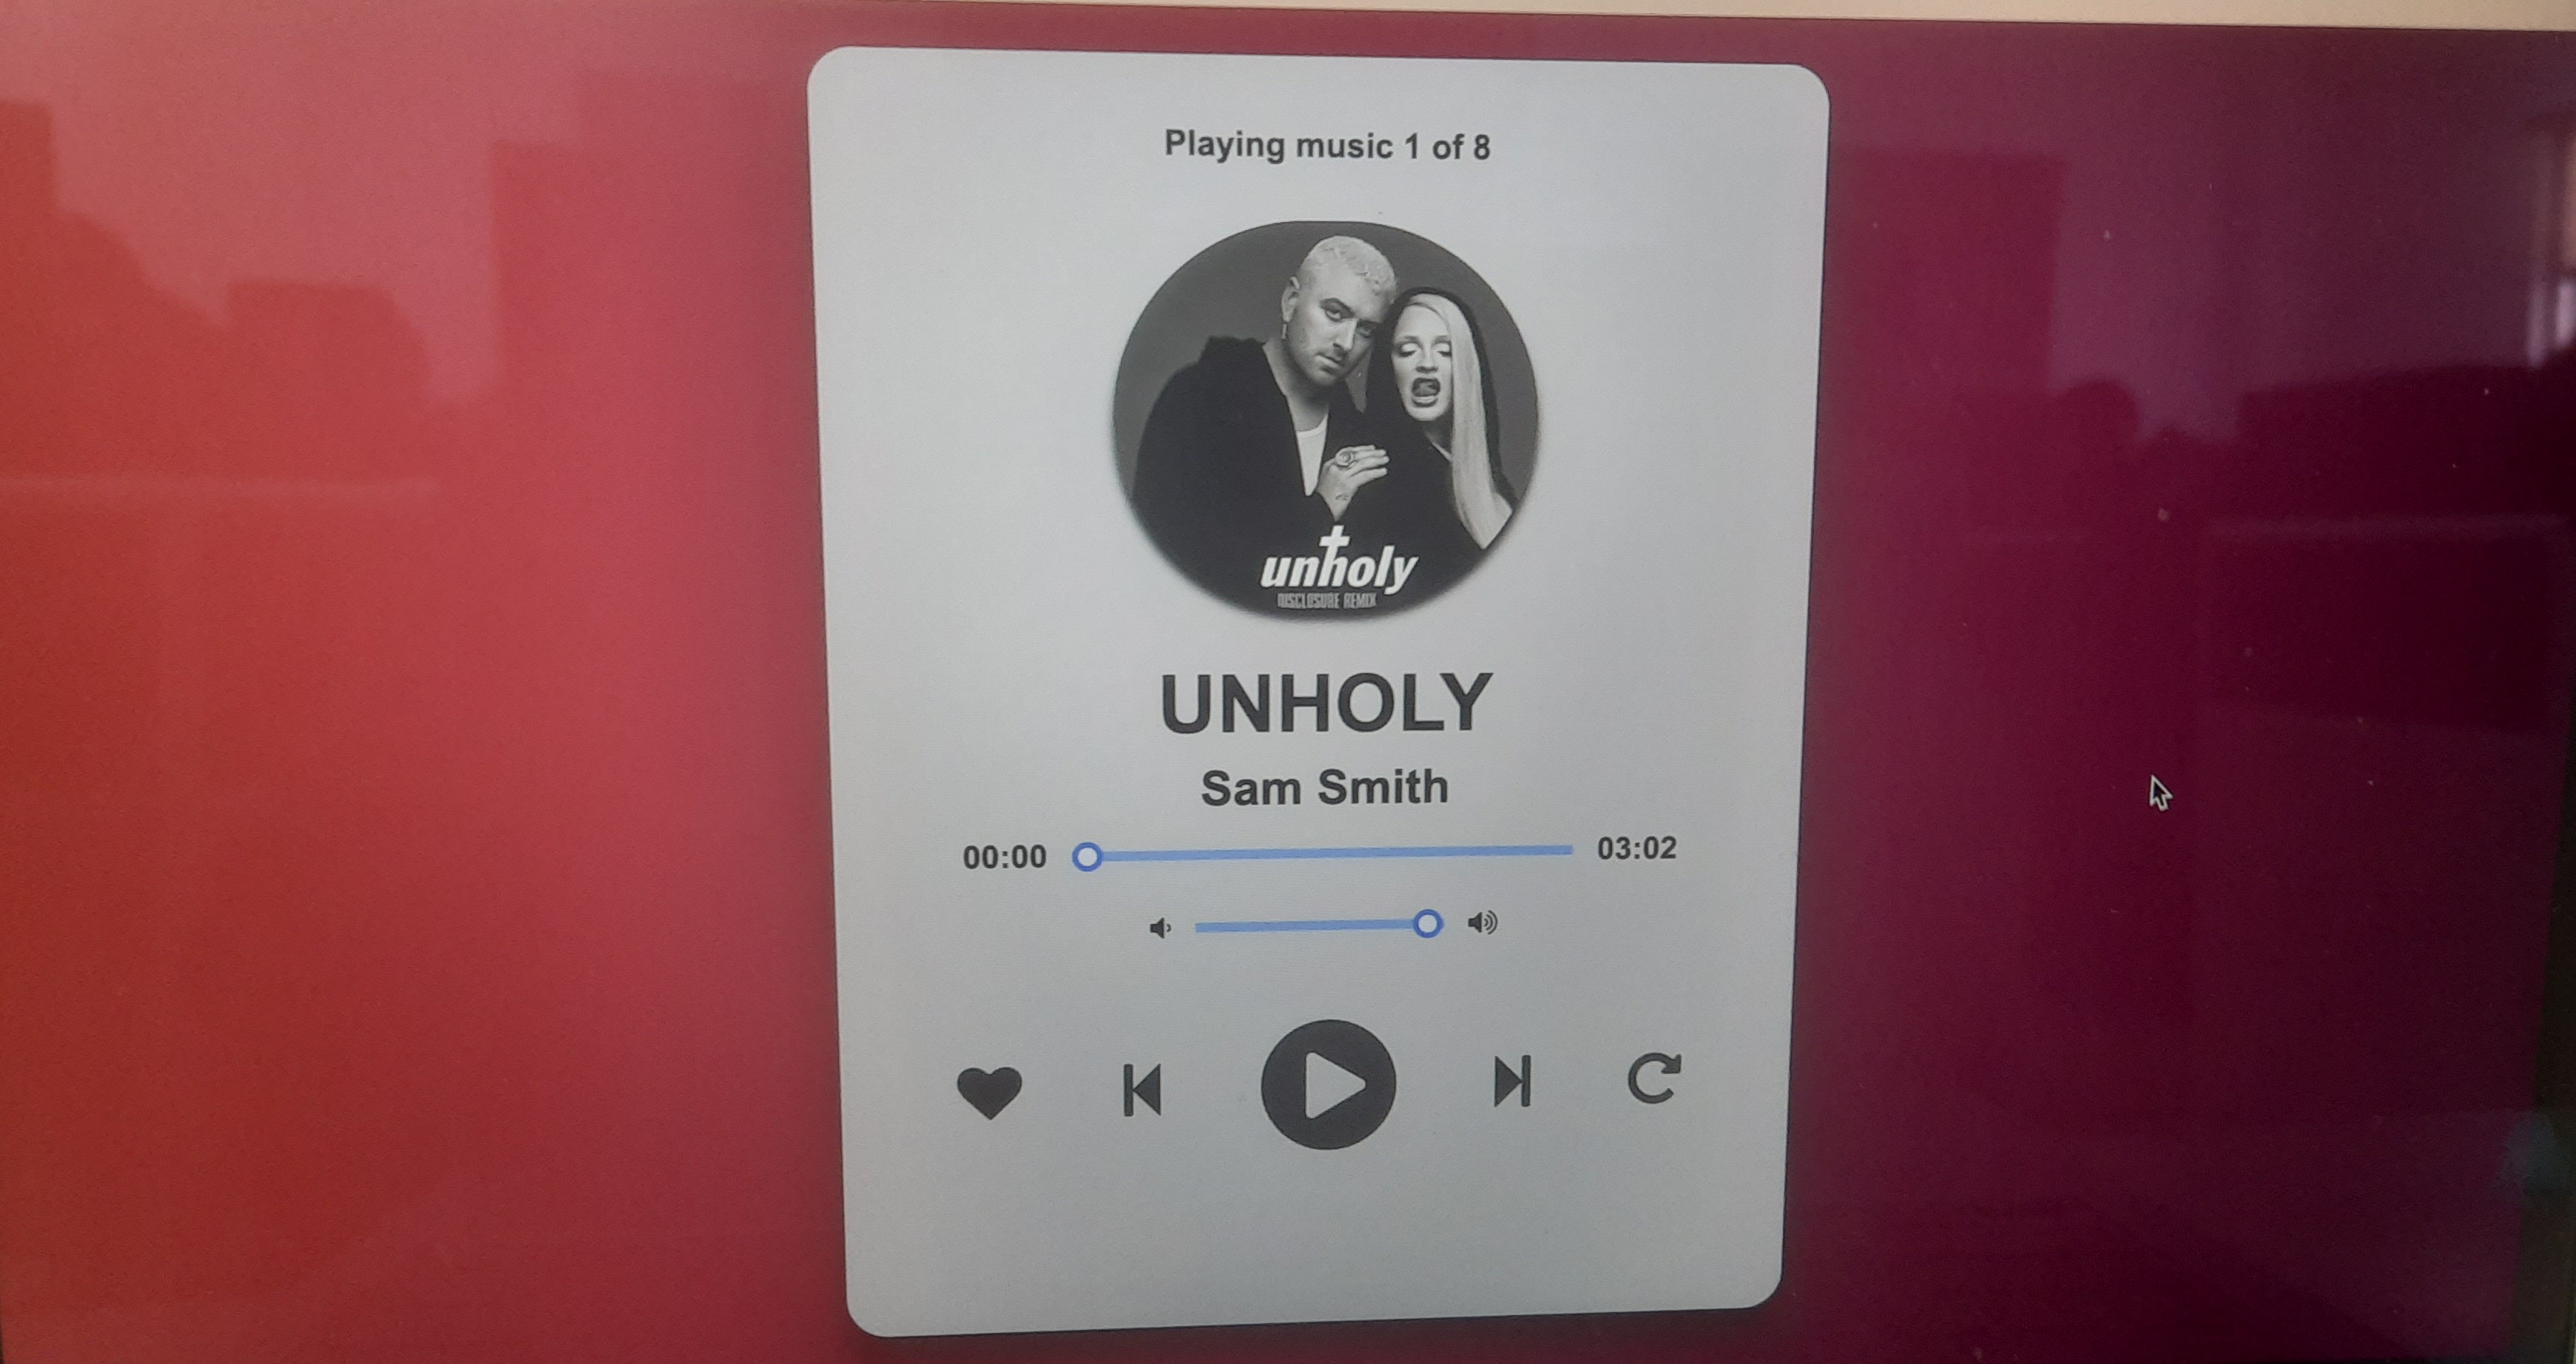 Playing music 1 of 8
unholy
DISCLOSURE REMIX
UNHOLY
Sam Smith
00:00 03:02